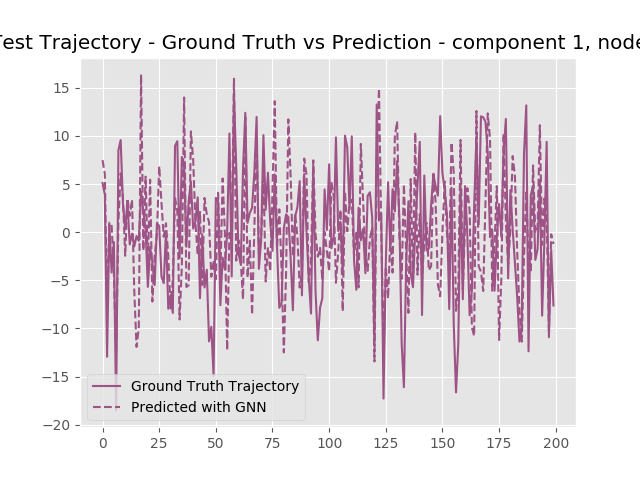 Test Trajectory - Ground Truth vs Prediction - component 1, node
15
10
5
0
−5
−10
−15
−20
Ground Truth Trajectory
Predicted with GNN
0 25 50 75 100 125 150 175 200